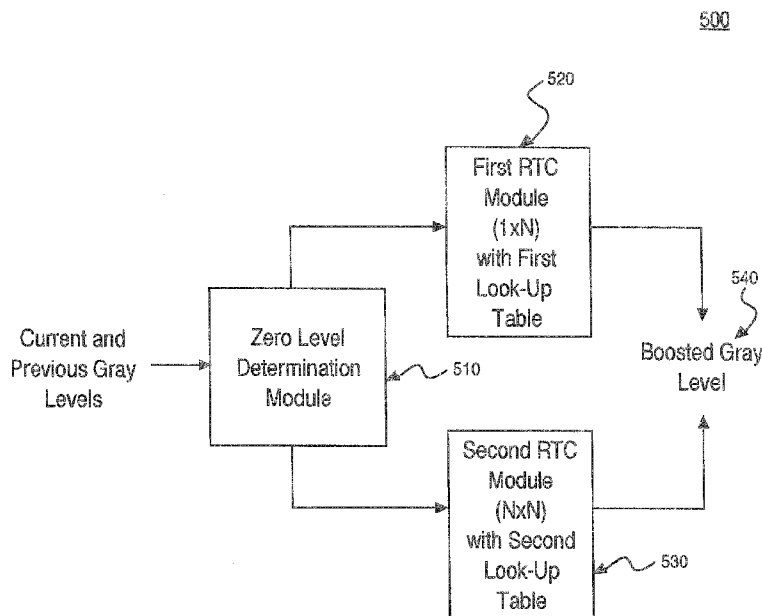 500
520
First RTC
Module
(1xN)
with First
Look-Up
Table
540
Current and
Previous Gray
Levels
Zero Level
Determination
Module
510
Boosted Gray
Level
Second RTC
Module
(NxN)
with Second
Look-Up
Table
530